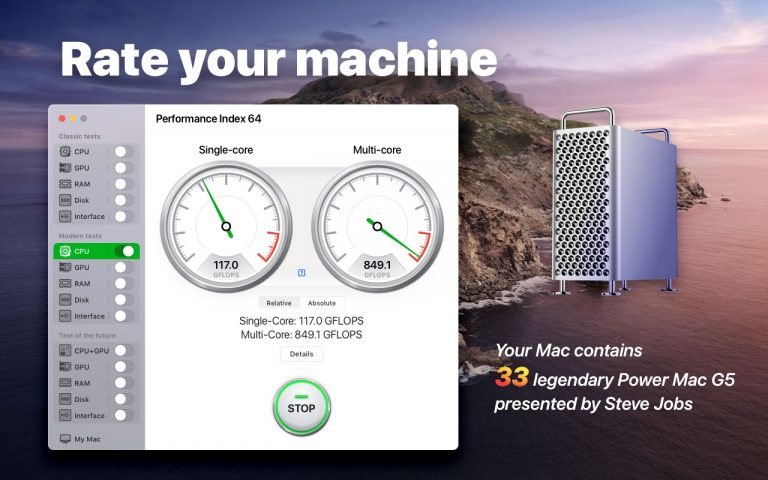 Rate your machine
Performance Index 64
Classic tests
CPU
GPU
RAM
Disk
Interface
Modern tests
CPU
GPU
RAM
Disk
Interface
Test of the future
CPU+GPU
GPU
RAM
Disk
Interface
My Mac
Single-core
Multi-core
117.0
GFLOPS
849.1
GFLOPS
?
Relative
Absolute
Single-Core: 117.0 GFLOPS
Multi-Core: 849.1 GFLOPS
Details
STOP
Your Mac contains
33 legendary Power Mac G5
presented by Steve Jobs